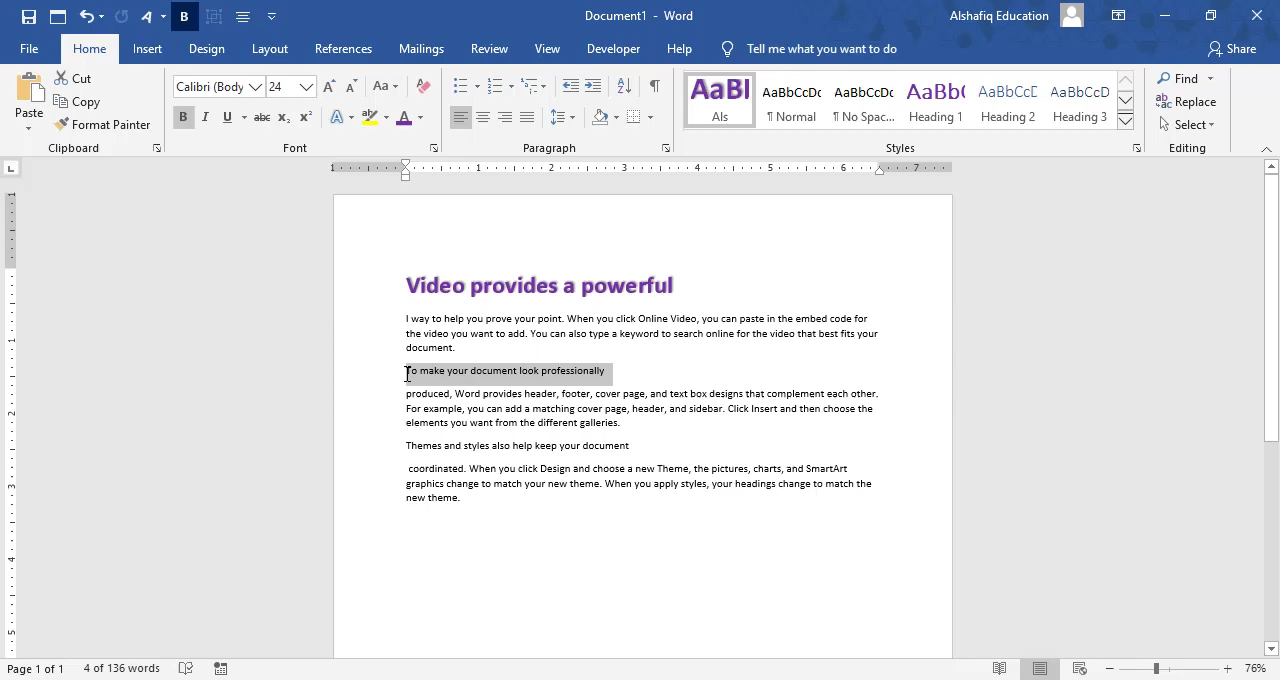 Document1 - Word
Alshafiq Education
File Home Insert Design Layout References Mailings Review View Developer Help Tell me what you want to do Share
Paste
Cut
Copy
Format Painter
Clipboard
Calibri (Body 24
Font
Paragraph
AaBl AaBbCcDc AaBbCcDc AaBbC AaBbCcD AaBbCcD
Als ¶ Normal ¶ No Spac... Heading 1 Heading 2 Heading 3
Styles
Find
Replace
Select
Editing
Video provides a powerful
I way to help you prove your point. When you click Online Video, you can paste in the embed code for
the video you want to add. You can also type a keyword to search online for the video that best fits your
document.
To make your document look professionally
produced, Word provides header, footer, cover page, and text box designs that complement each other.
For example, you can add a matching cover page, header, and sidebar. Click Insert and then choose the
elements you want from the different galleries.
Themes and styles also help keep your document
coordinated. When you click Design and choose a new Theme, the pictures, charts, and SmartArt
graphics change to match your new theme. When you apply styles, your headings change to match the
new theme.
Page 1 of 1 4 of 136 words 76%